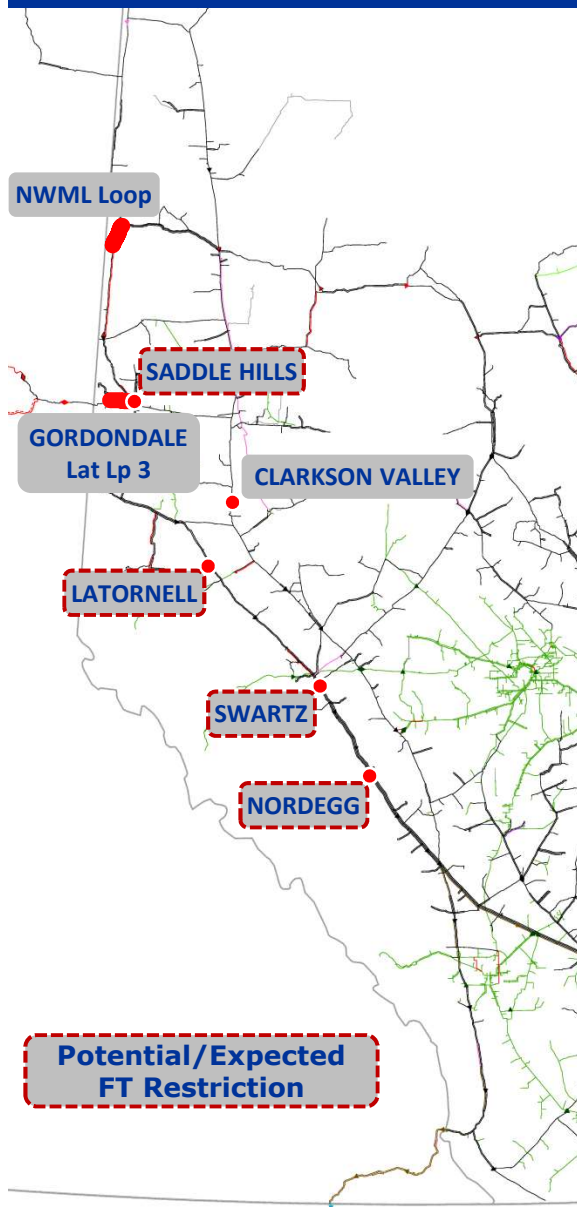 NWML Loop
SADDLE HILLS
GORDONDALE
Lat Lp 3
CLARKSON VALLEY
LATORNELL
SWARTZ
NORDEGG
Potential/Expected
FT Restriction